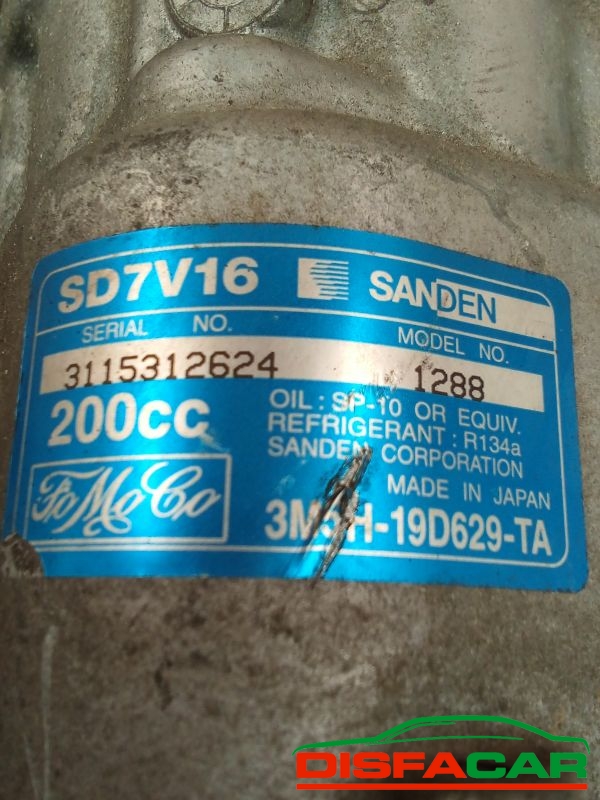 SD7V16 SANDEN
SERIAL NO. MODEL NO.
3115312624 1288
200CC
OIL : SP-10 OR EQUIV.
REFRIGERANT : R134a
SANDEN CORPORATION
MADE IN JAPAN
FoMoCo
-19D629-TA
DISFACAR